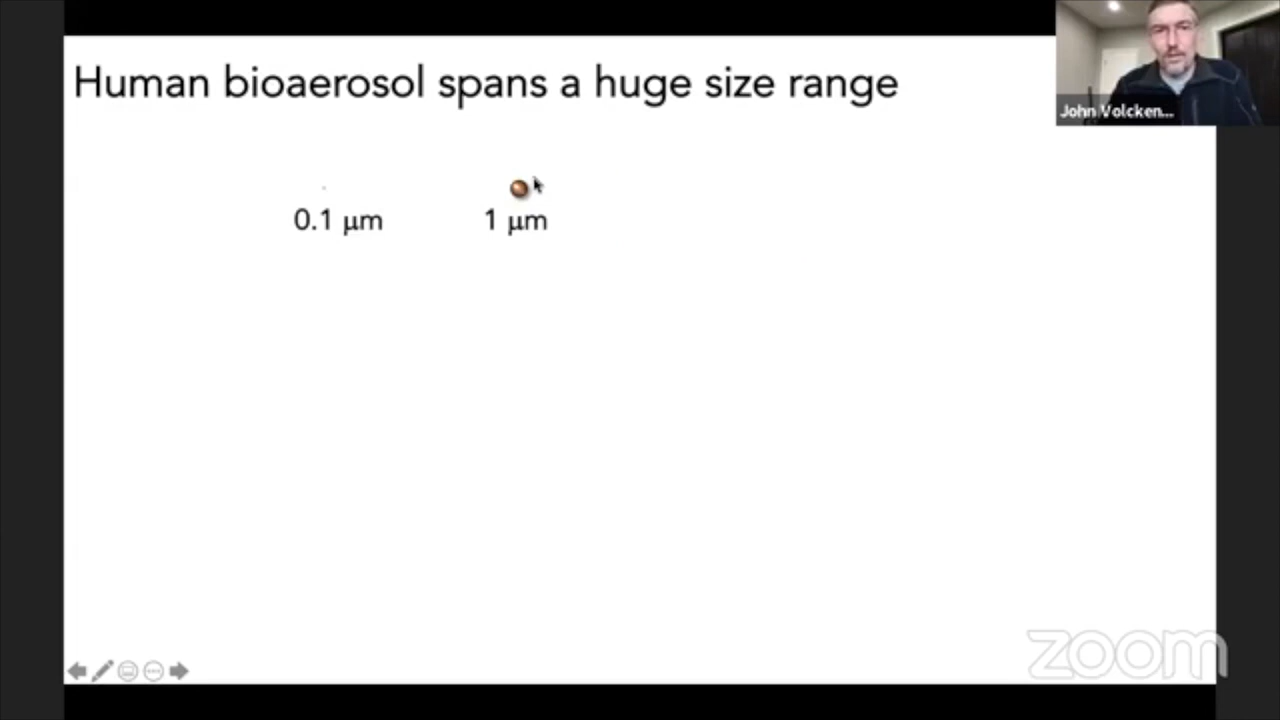 Human bioaerosol spans a huge size range
John Volcken...
0.1 µm
1 µm
zoom